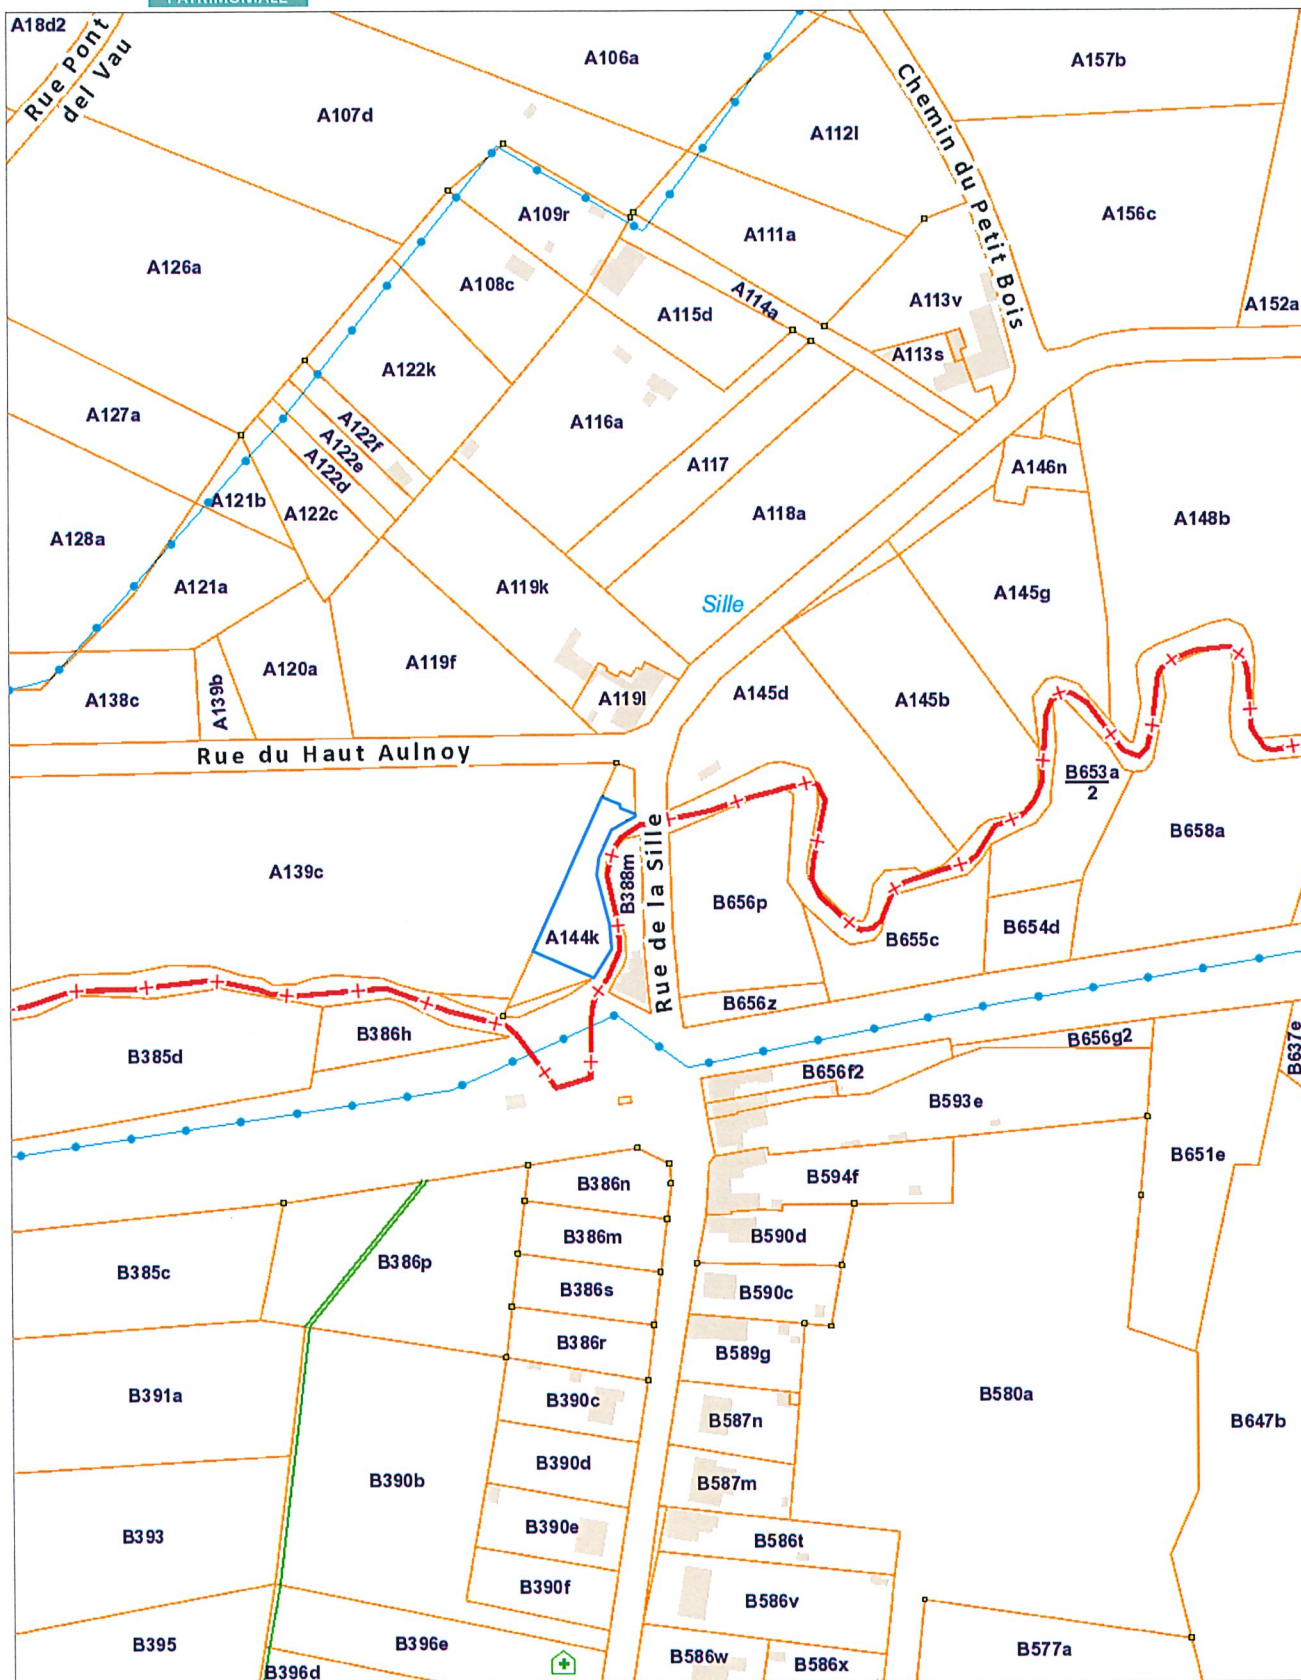 PATRIMONIALE
A18d2
Rue Pont
del Vau
A106a
A157b
A107d
A112l
Chemin du Petit Bois
A109r
A111a
A156c
A126a
A108c
A114a
A113v
A152a
A115d
A113s
A122k
A127a
A122f
A116a
A122e
A117
A146n
A122d
A121b
A122c
A118a
A148b
A128a
A121a
A119k
A145g
Sille
A120a
A119f
A138c
A139b
A119l
A145d
A145b
Rue du Haut Aulnoy
B653a
2
B658a
A139c
B388m
Rue de la Sille
B656p
A144k
B655c
B654d
B656z
B385d
B386h
B656g2
B637e
B656f2
B593e
B651e
B386n
B594f
B386m
B590d
B385c
B386p
B386s
B590c
B386r
B589g
B391a
B390c
B580a
B587n
B647b
B390d
B390b
B587m
B393
B390e
B586t
B390f
B586v
B395
B396e
B577a
B586w
B586x
B396d